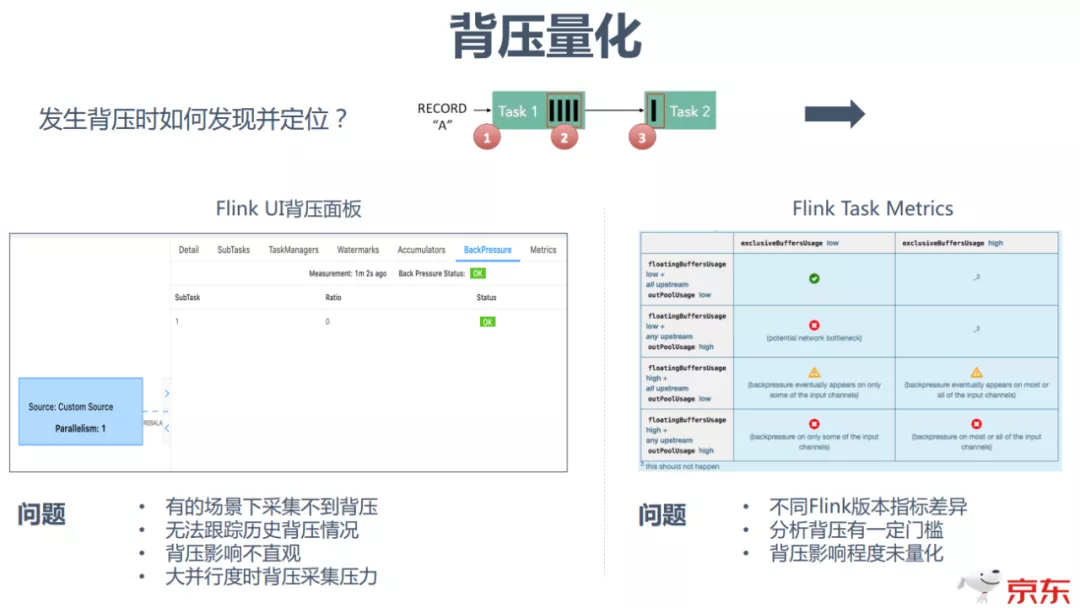 背压量化
发生背压时如何发现并定位？
RECORD
“A”
Task 1
Task 2
1
2
3
Flink UI背压面板
Detail SubTasks TaskManagers Watermarks Accumulators BackPressure Metrics
Measurement: 1m 2s ago Back Pressure Status: OK
SubTask Ratio Status
1 0 OK
Source: Custom Source
Parallelism: 1
REBALA
问题
• 有的场景下采集不到背压
• 无法跟踪历史背压情况
• 背压影响不直观
• 大并行度时背压采集压力
Flink Task Metrics
exclusiveBuffersUsage low
exclusiveBuffersUsage high
floatingBuffersUsage
low +
all upstream
outPoolUsage low
_3
floatingBuffersUsage
low +
any upstream
outPoolUsage high
(potential network bottleneck)
_3
floatingBuffersUsage
high +
all upstream
outPoolUsage low
(backpressure eventually appears on only
some of the input channels)
(backpressure eventually appears on most or
all of the input channels)
floatingBuffersUsage
high +
any upstream
outPoolUsage high
(backpressure on only some of the input
channels)
(backpressure on most or all of the input
channels)
3 this should not happen
问题
• 不同Flink版本指标差异
• 分析背压有一定门槛
• 背压影响程度未量化
京东